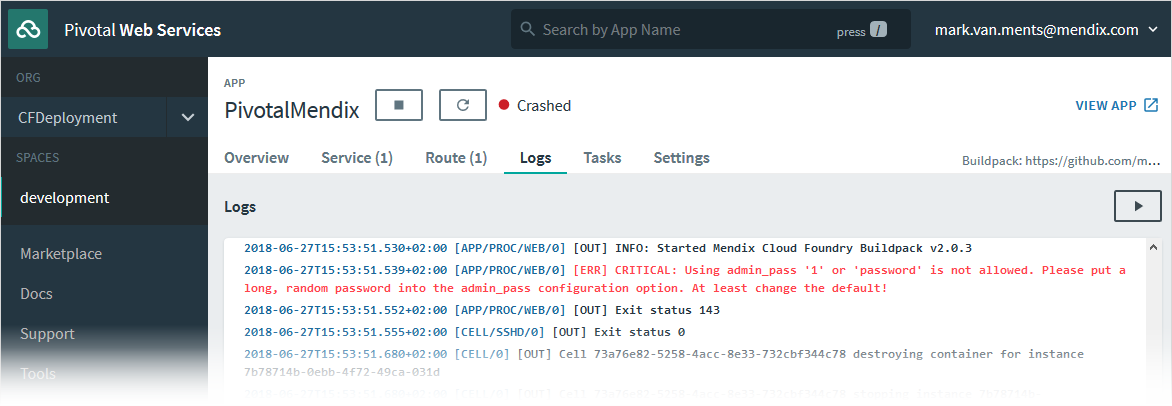 Pivotal Web Services
Search by App Name
press /
mark.van.ments@mendix.com
ORG
CFDeployment
SPACES
development
Marketplace
Docs
Support
Tools
APP
PivotalMendix
Crashed
VIEW APP
Overview Service (1) Route (1) Logs Tasks Settings
Buildpack: https://github.com/m...
Logs
2018-06-27T15:53:51.530+02:00 [APP/PROC/WEB/0] [OUT] INFO: Started Mendix Cloud Foundry Buildpack v2.0.3
2018-06-27T15:53:51.539+02:00 [APP/PROC/WEB/0] [ERR] CRITICAL: Using admin_pass '1' or 'password' is not allowed. Please put a
long, random password into the admin_pass configuration option. At least change the default!
2018-06-27T15:53:51.552+02:00 [APP/PROC/WEB/0] [OUT] Exit status 143
2018-06-27T15:53:51.555+02:00 [CELL/SSHD/0] [OUT] Exit status 0
2018-06-27T15:53:51.680+02:00 [CELL/0] [OUT] Cell 73a76e82-5258-4acc-8e33-732cbf344c78 destroying container for instance
7b78714b-0ebb-4f72-49ca-031d